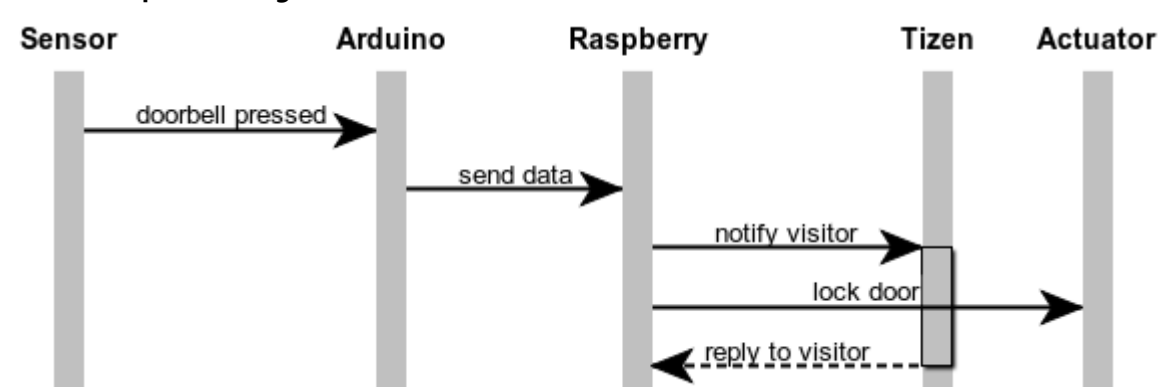 Sensor Arduino Raspberry Tizen Actuator
doorbell pressed
send data
notify visitor
lock door
reply to visitor